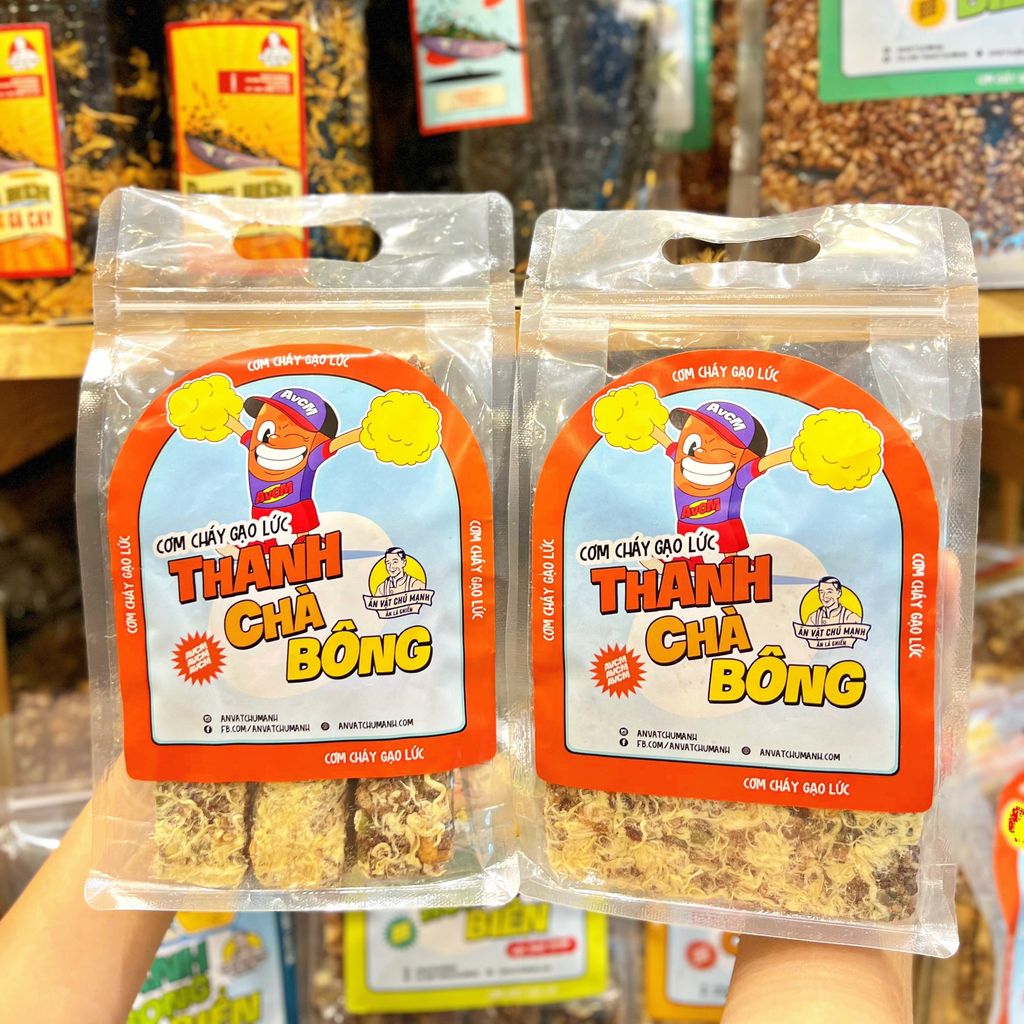 CƠM CHÁY GẠO LỨC
AVCM
AVCM
CƠM CHÁY GẠO LỨC
THANH
CHÀ
BÔNG
ĂN VẶT CHÚ MẠNH
ĂN LÀ GHIỀN
AVCM
AVCM
AVCM
ANVATCHUMANH
FB.COM/ANVATCHUMANH
ANVATCHUMANH.COM
CƠM CHÁY GẠO LỨC
CƠM CHÁY GẠO LỨC
CƠM CHÁY GẠO LỨC
CƠM CHÁY GẠO LỨC
AVCM
AVCM
CƠM CHÁY GẠO LỨC
THANH
CHÀ
BÔNG
ĂN VẶT CHÚ MẠNH
ĂN LÀ GHIỀN
AVCM
AVCM
AVCM
ANVATCHUMANH
FB.COM/ANVATCHUMANH
ANVATCHUMANH.COM
CƠM CHÁY GẠO LỨC
CƠM CHÁY GẠO LỨC
CƠM CHÁY GẠO LỨC
BIỂN